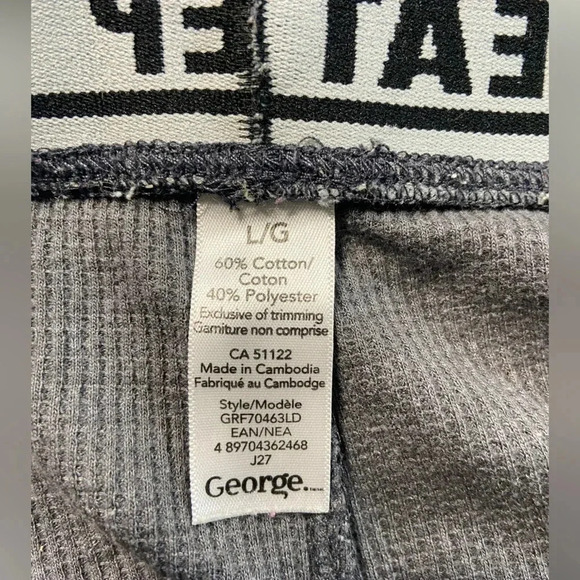 L/G
60% Cotton/
Coton
40% Polyester
Exclusive of trimming
Garniture non comprise
CA 51122
Made in Cambodia
Fabriqué au Cambodge
Style/Modèle
GRF70463LD
EAN/NEA
4 89704362468
J27
George.